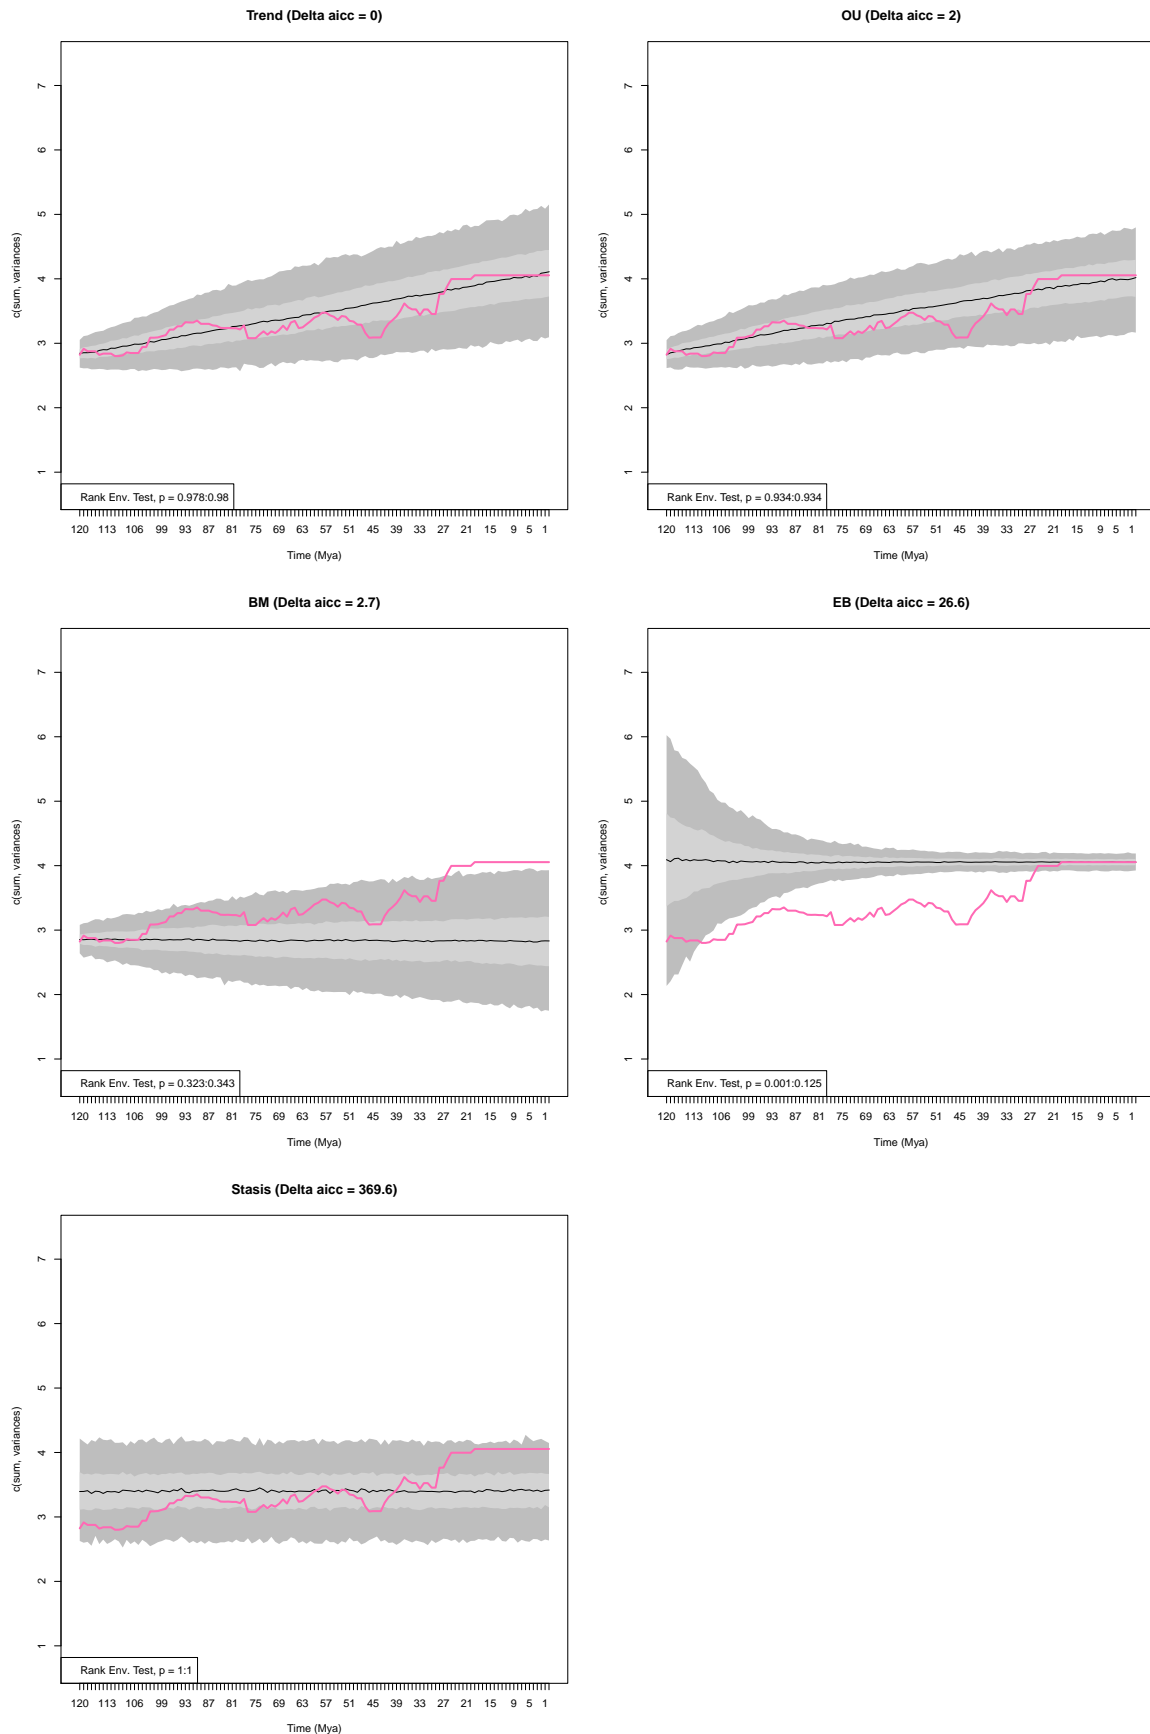 Trend (Delta aicc = 0)
c(sum, variances)
7
6
5
4
3
2
1
Rank Env. Test, p = 0.978:0.98
120 113 106 99 93 87 81 75 69 63 57 51 45 39 33 27 21 15 9 5 1
Time (Mya)
OU (Delta aicc = 2)
c(sum, variances)
7
6
5
4
3
2
1
Rank Env. Test, p = 0.934:0.934
120 113 106 99 93 87 81 75 69 63 57 51 45 39 33 27 21 15 9 5 1
Time (Mya)
BM (Delta aicc = 2.7)
c(sum, variances)
7
6
5
4
3
2
1
Rank Env. Test, p = 0.323:0.343
120 113 106 99 93 87 81 75 69 63 57 51 45 39 33 27 21 15 9 5 1
Time (Mya)
EB (Delta aicc = 26.6)
c(sum, variances)
7
6
5
4
3
2
1
Rank Env. Test, p = 0.001:0.125
120 113 106 99 93 87 81 75 69 63 57 51 45 39 33 27 21 15 9 5 1
Time (Mya)
Stasis (Delta aicc = 369.6)
c(sum, variances)
7
6
5
4
3
2
1
Rank Env. Test, p = 1:1
120 113 106 99 93 87 81 75 69 63 57 51 45 39 33 27 21 15 9 5 1
Time (Mya)